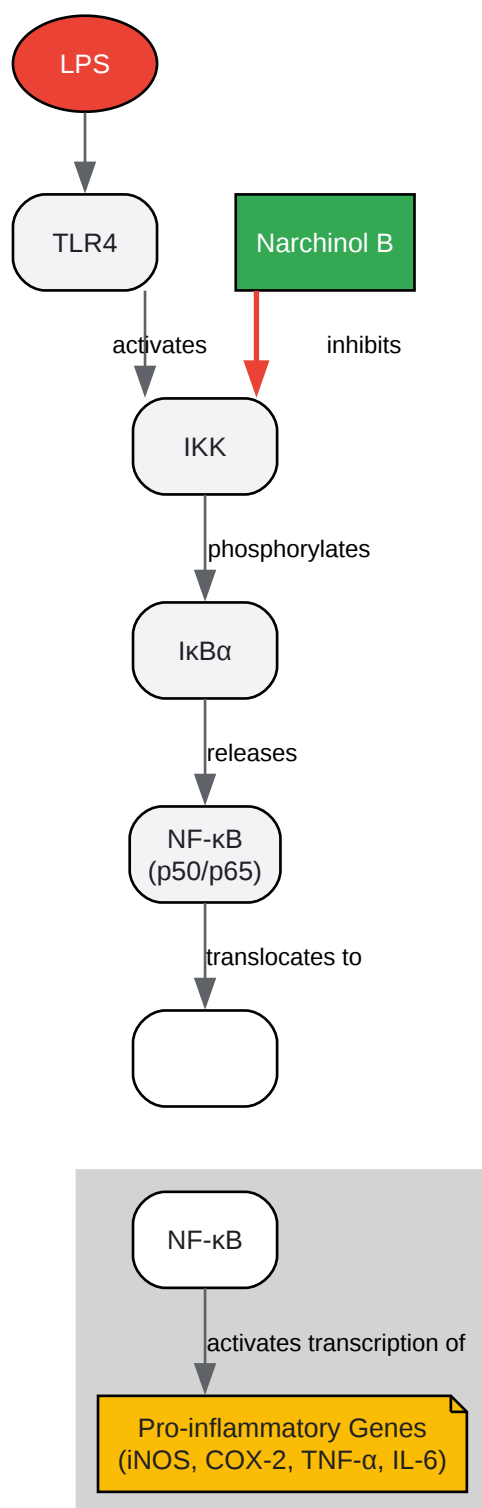 LPS
TLR4
Narchinol B
activates
inhibits
IKK
phosphorylates
IκBα
releases
NF-κB
(p50/p65)
translocates to
NF-κB
activates transcription of
Pro-inflammatory Genes
(iNOS, COX-2, TNF-α, IL-6)